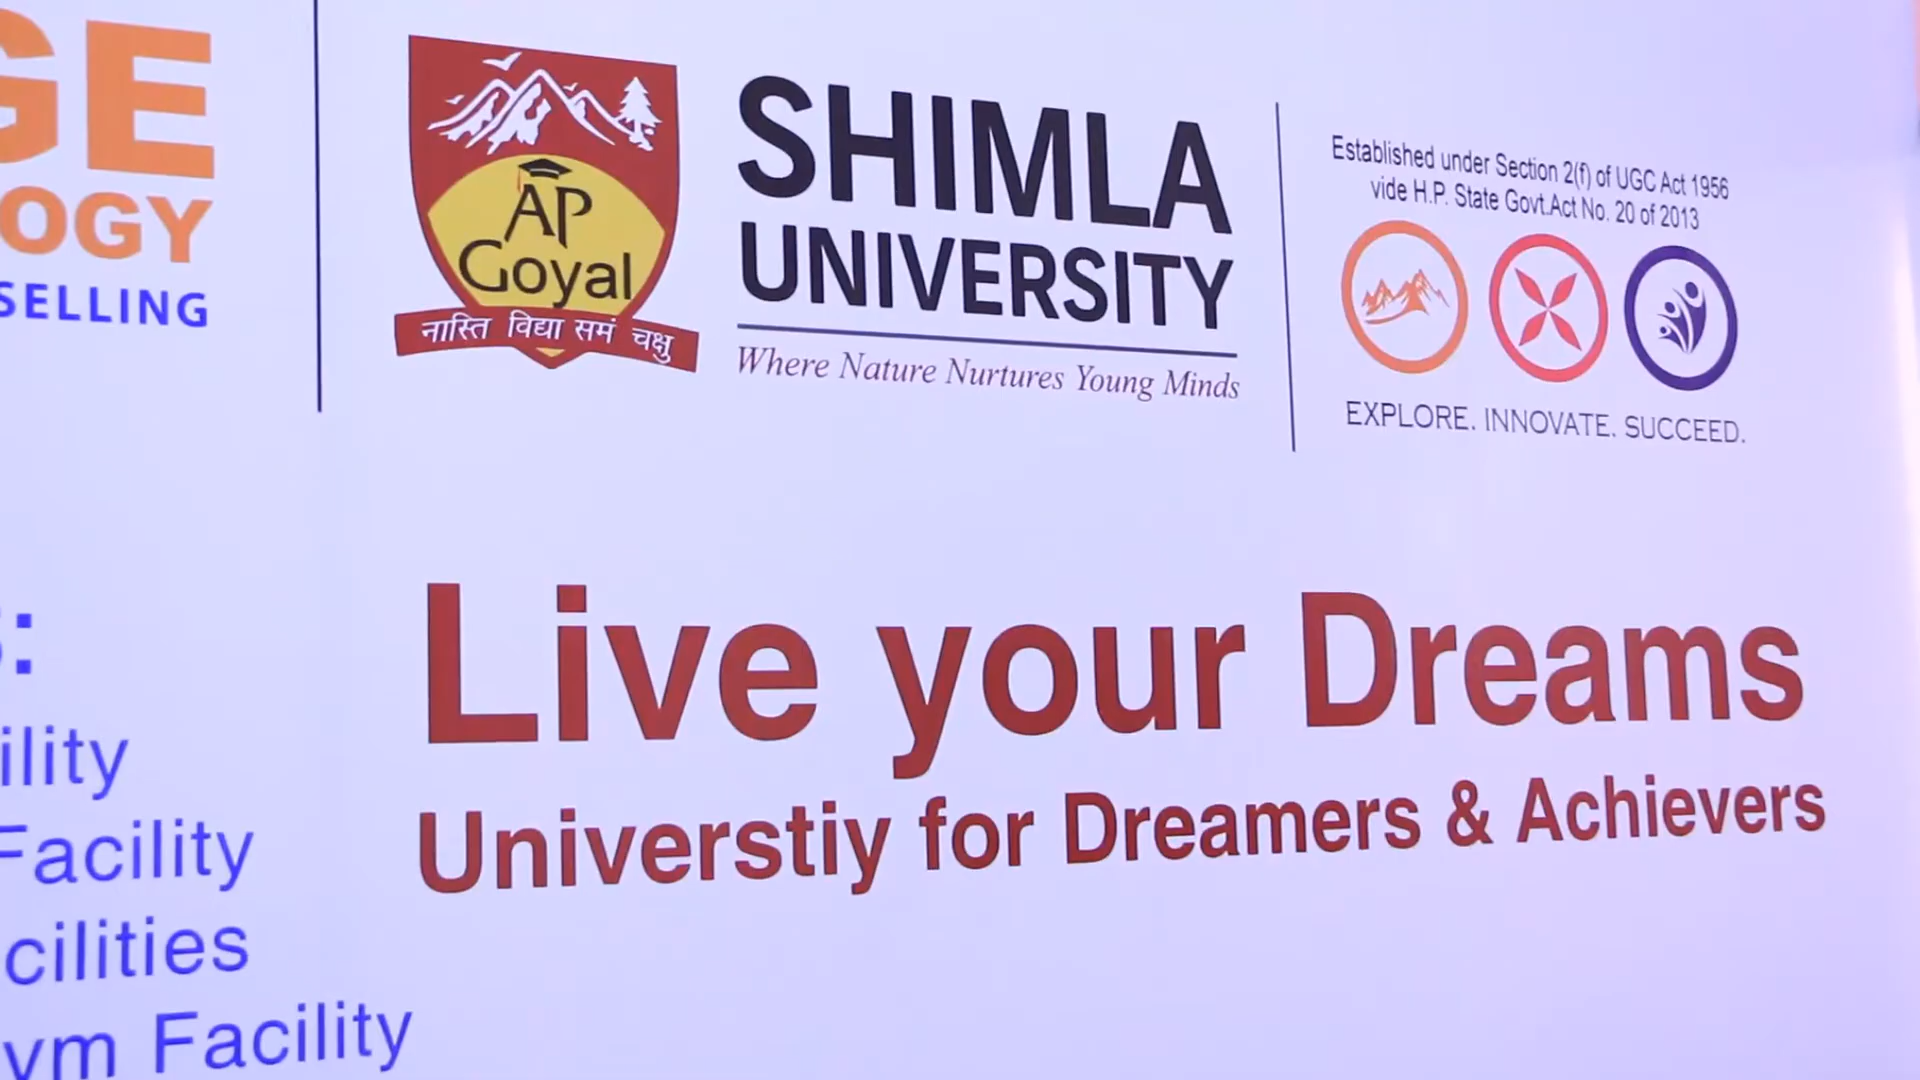 GE
OGY
SELLING
AP
Goyal
नास्ति विद्या समं चक्षु
SHIMLA
UNIVERSITY
Where Nature Nurtures Young Minds
Established under Section 2(f) of UGC Act 1956
vide H.P. State Govt.Act No. 20 of 2013
EXPLORE. INNOVATE. SUCCEED.
Live your Dreams
Universtiy for Dreamers & Achievers
ility
Facility
cilities
ym Facility